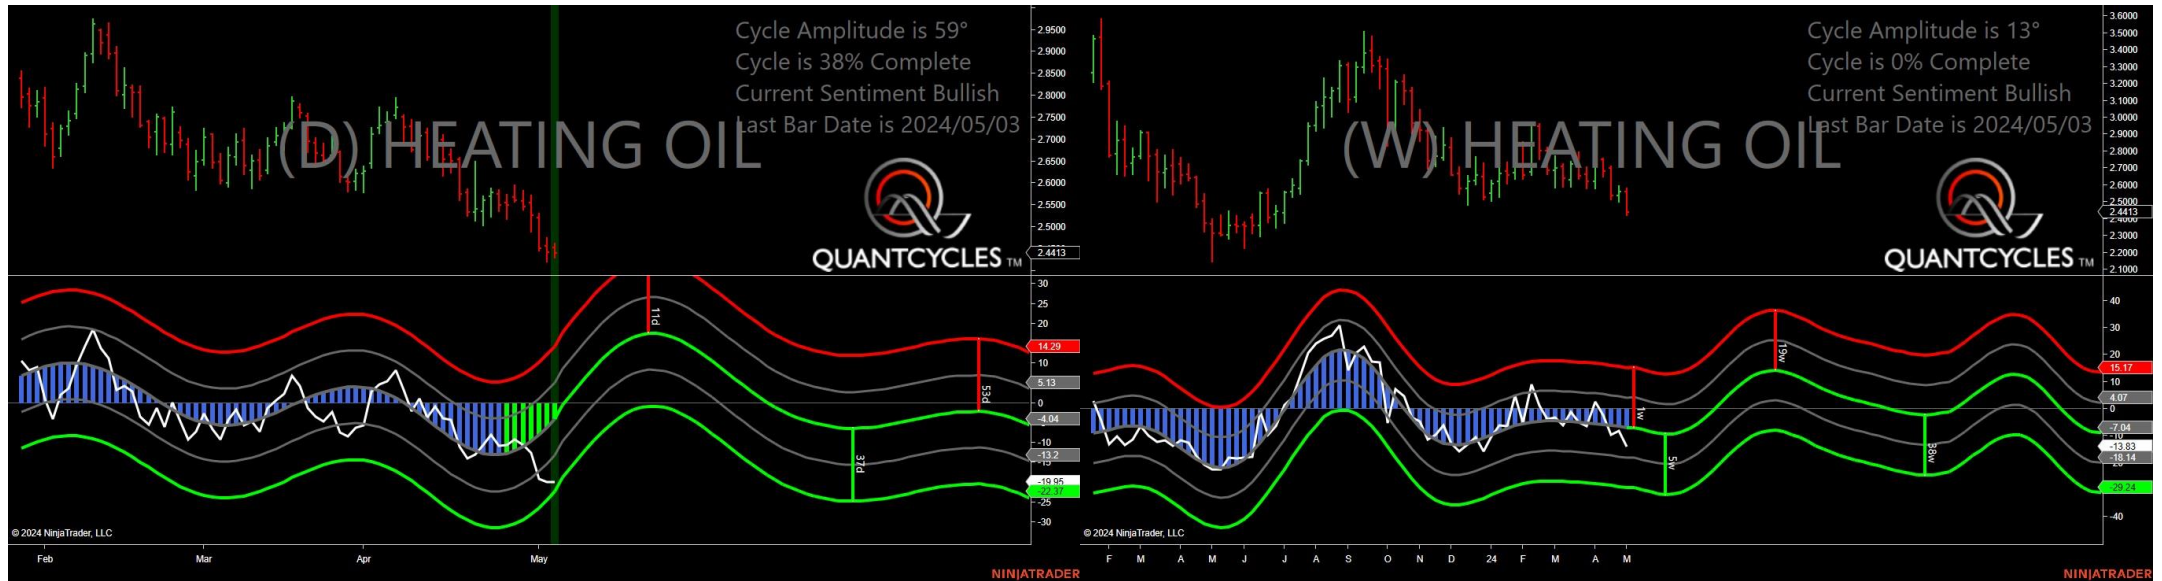 Cycle Amplitude is 59°
Cycle is 38% Complete
Current Sentiment Bullish
Last Bar Date is 2024/05/03
(D) HEATING OIL
QUANTCYCLES TM
2.9500
2.9000
2.8500
2.8000
2.7500
2.7000
2.6500
2.6000
2.5500
2.5000
2.4413
30
25
20
14.29
10
5.13
0
-4.04
-10
-13.2
-19.95
-22.37
-25
-30
11d
37d
53d
© 2024 NinjaTrader, LLC
Feb Mar Apr May
NINJATRADER
Cycle Amplitude is 13°
Cycle is 0% Complete
Current Sentiment Bullish
Last Bar Date is 2024/05/03
(W) HEATING OIL
QUANTCYCLES TM
3.6000
3.5000
3.4000
3.3000
3.2000
3.1000
3.0000
2.9000
2.8000
2.7000
2.6000
2.5000
2.4413
2.3000
2.2000
2.1000
40
30
20
15.17
10
4.07
0
-7.04
-10
-13.83
-18.14
-29.24
-40
1w
5w
19w
38w
© 2024 NinjaTrader, LLC
F M A M J J A S O N D 24 F M A M
NINJATRADER